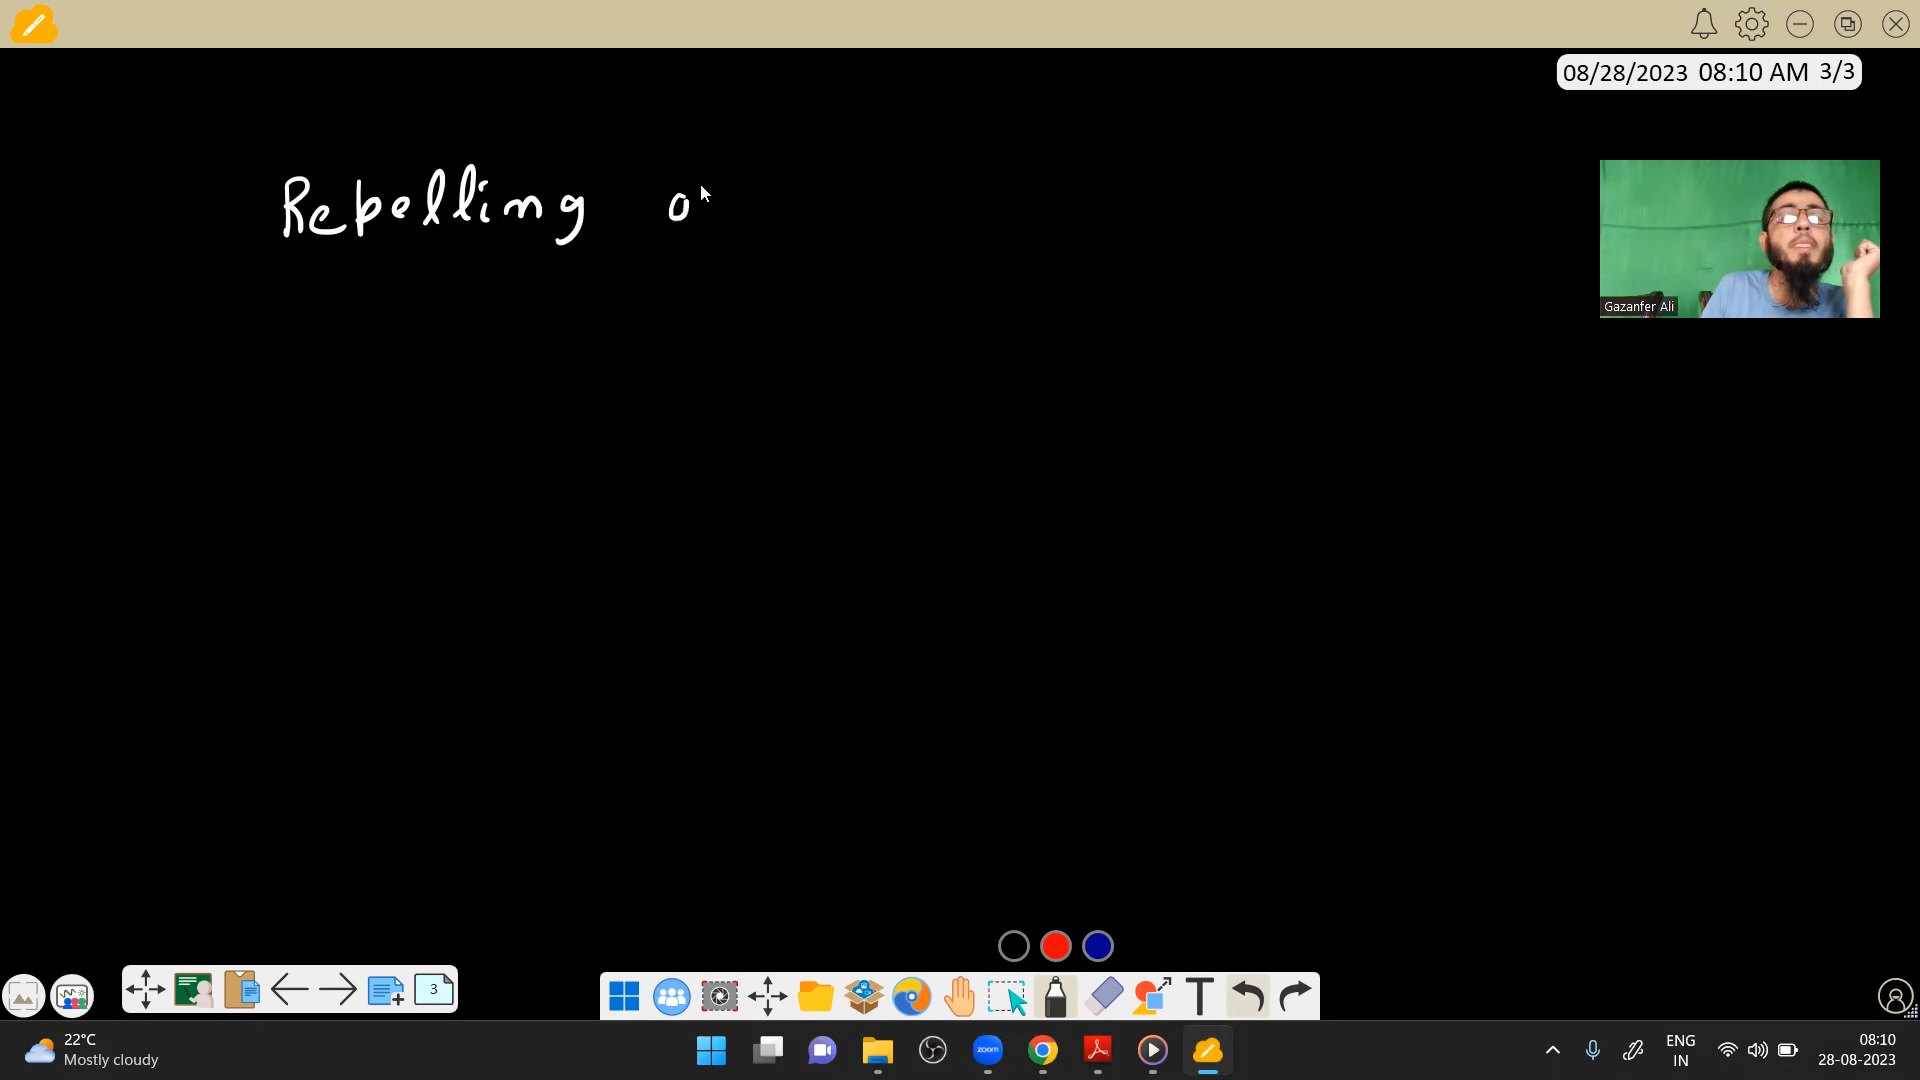 08/28/2023 08:10 AM 3/3
Rebelling o
Gazanfer Ali
3
T
22°C
Mostly cloudy
zoom
ENG
IN
08:10
28-08-2023